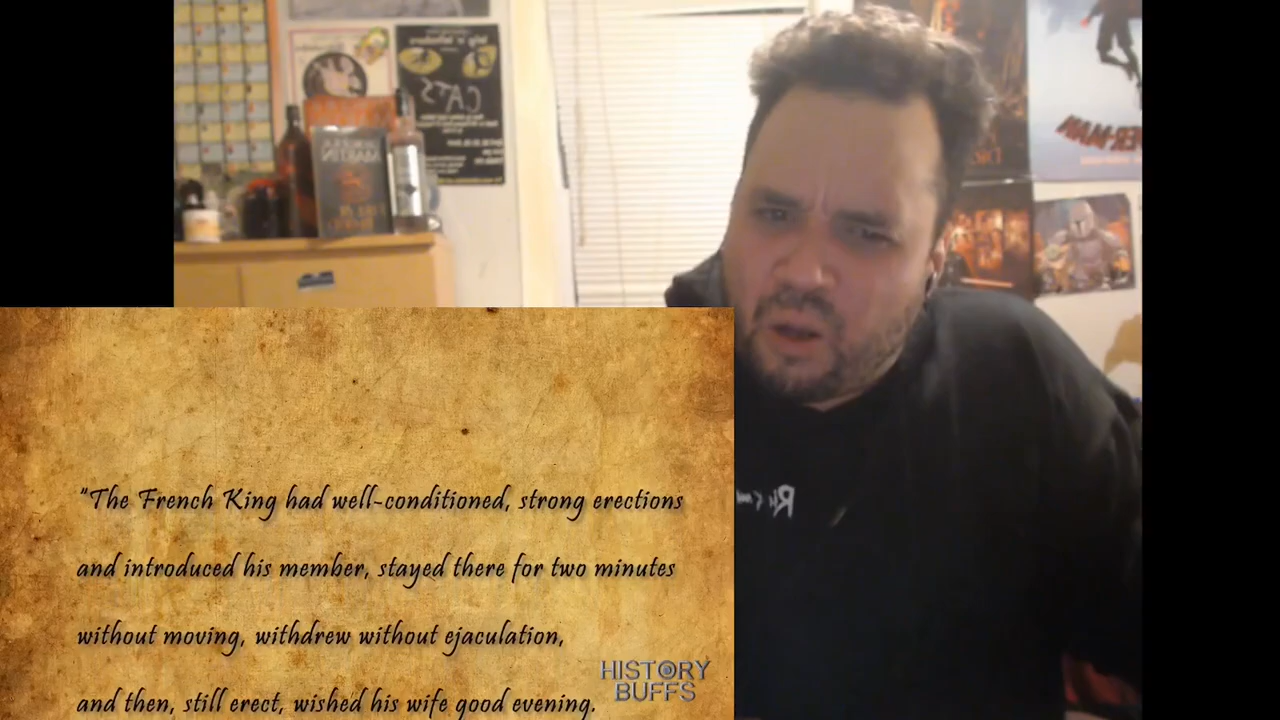 CATS
"The French King had well-conditioned, strong erections
and introduced his member, stayed there for two minutes
without moving, withdrew without ejaculation,
and then, still erect, wished his wife good evening.
HISTORY
BUFFS